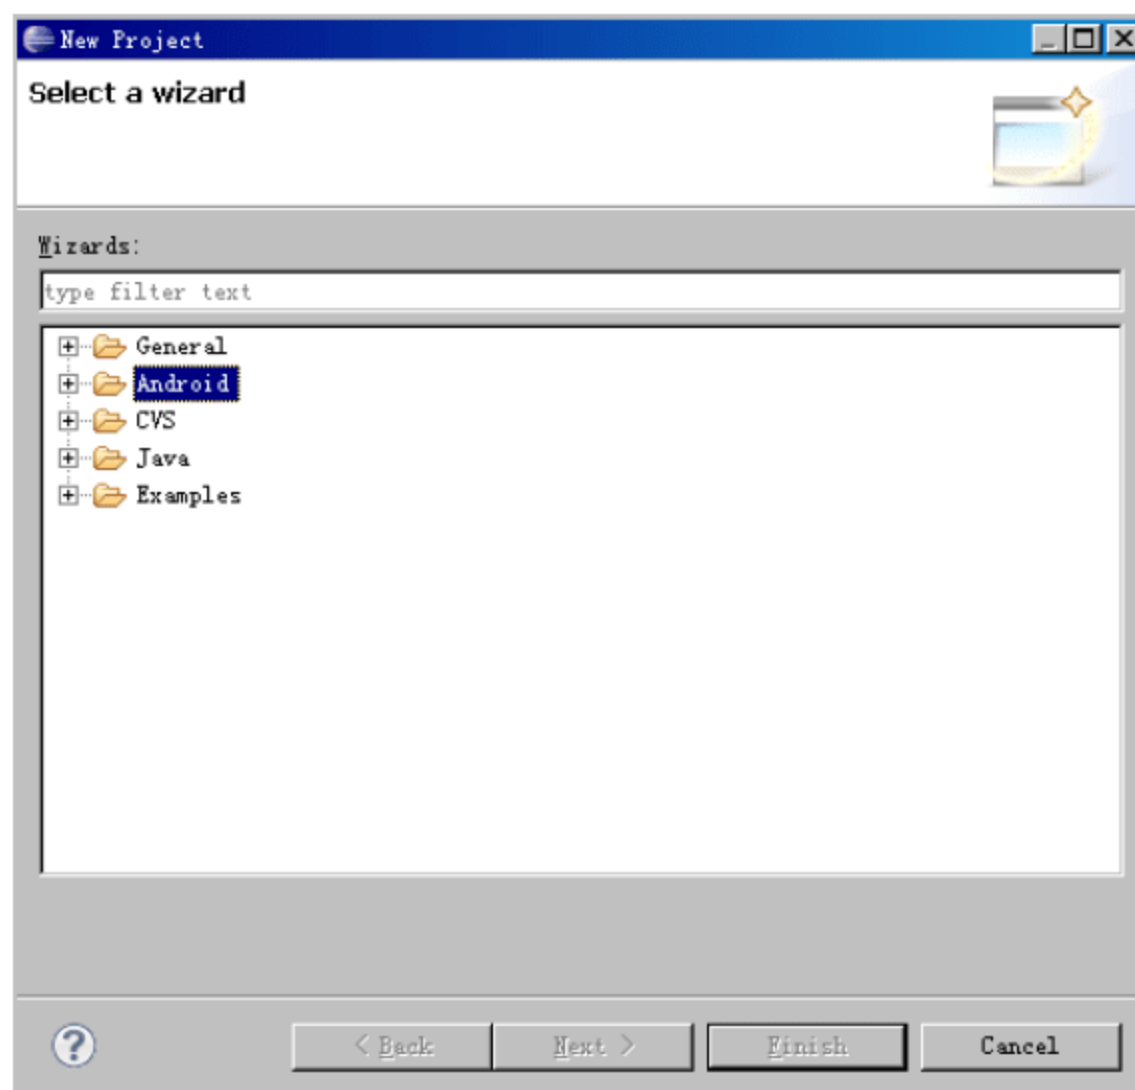 New Project
Select a wizard
Wizards:
type filter text
General
Android
CVS
Java
Examples
< Back Next > Finish Cancel